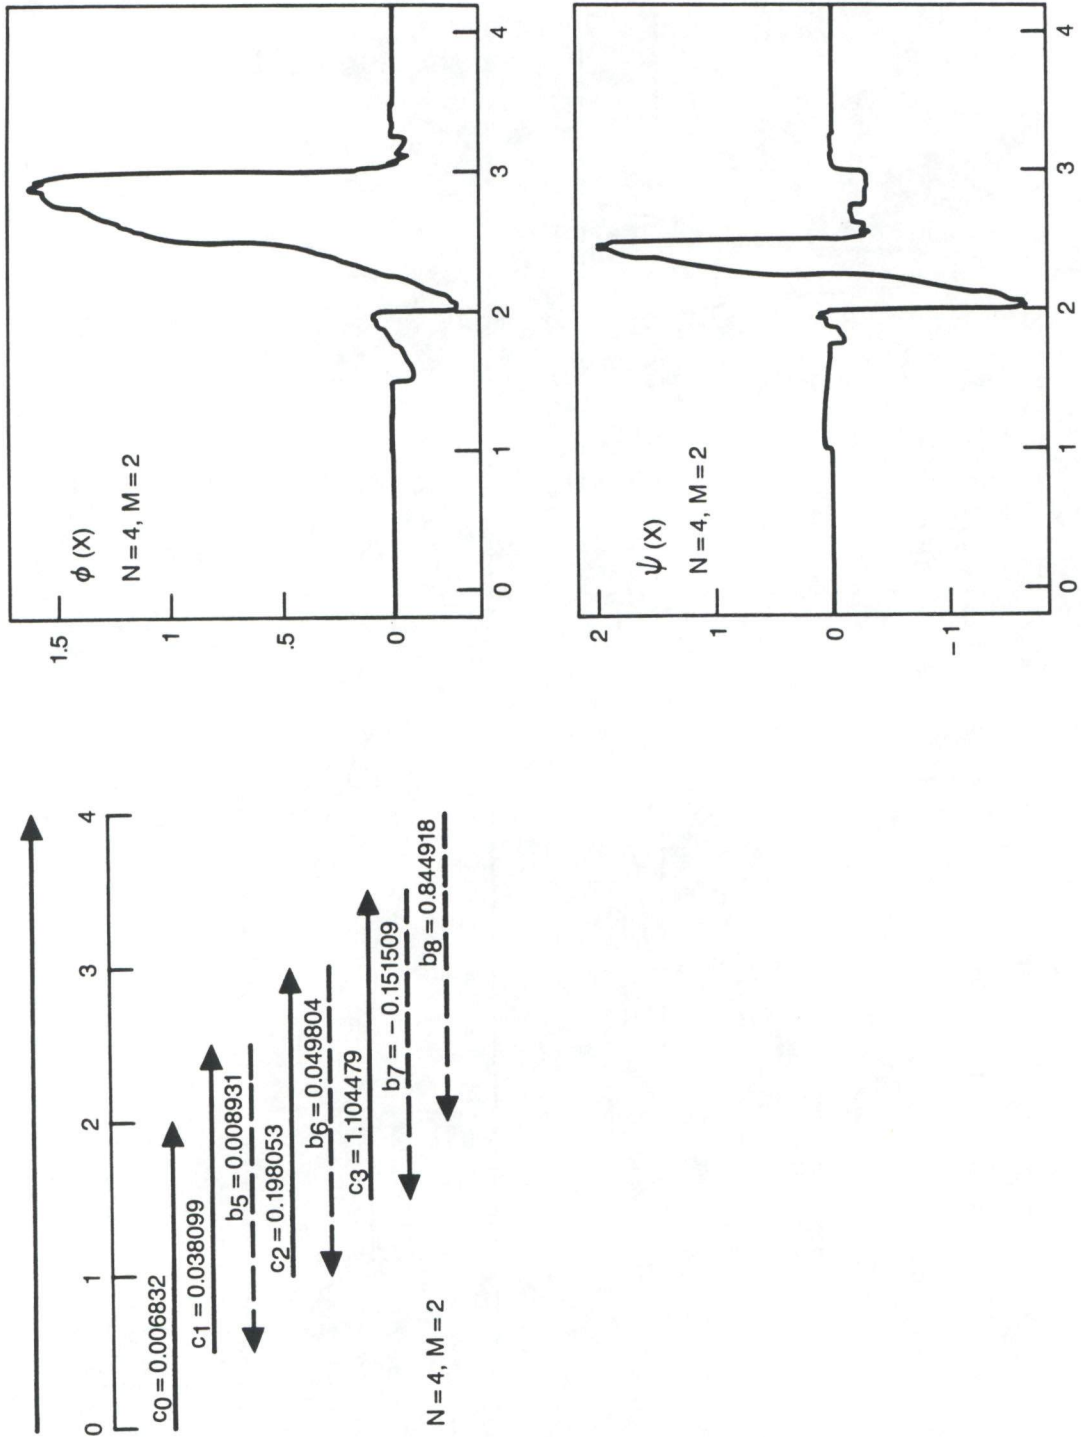 0 1 2 3 4
c0 = 0.006832
c1 = 0.038099
b5 = 0.008931
c2 = 0.198053
b6 = 0.049804
c3 = 1.104479
b7 = − 0.151509
b8 = 0.844918
N = 4, M = 2
ϕ (X)
N = 4, M = 2
1.5
1
.5
0
0 1 2 3 4
ψ (X)
N = 4, M = 2
2
1
0
− 1
0 1 2 3 4